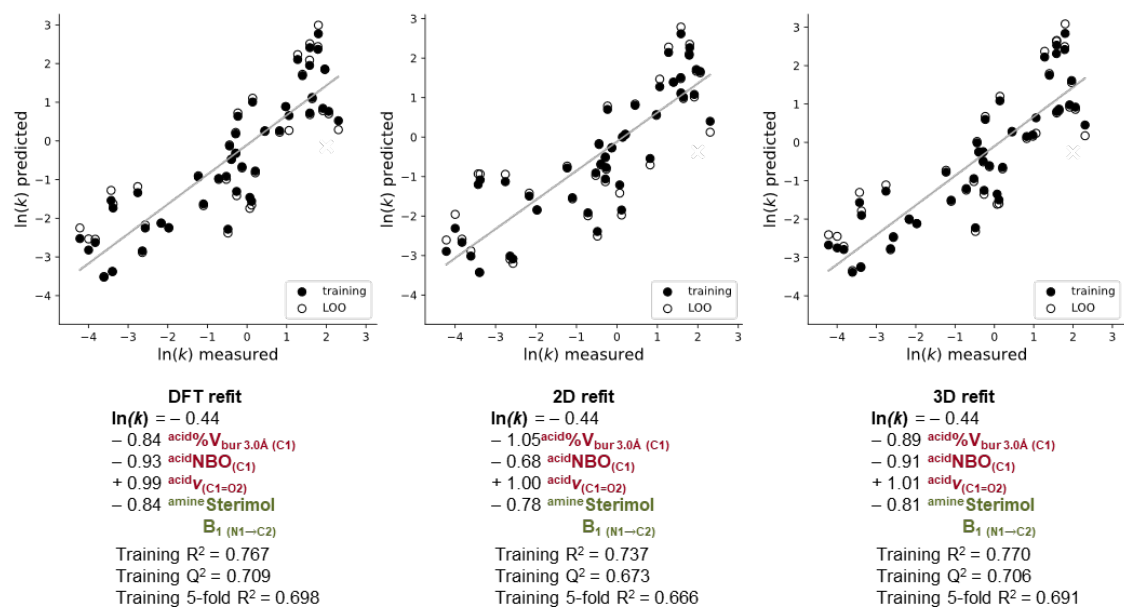 3
2
1
0
−1
−2
−3
−4
ln(k) predicted
training
LOO
−4 −3 −2 −1 0 1 2 3
ln(k) measured
3
2
1
0
−1
−2
−3
−4
ln(k) predicted
training
LOO
−4 −3 −2 −1 0 1 2 3
ln(k) measured
3
2
1
0
−1
−2
−3
−4
ln(k) predicted
training
LOO
−4 −3 −2 −1 0 1 2 3
ln(k) measured
DFT refit
ln(k) = – 0.44
– 0.84 acid%Vbur 3.0Å (C1)
– 0.93 acidNBO(C1)
+ 0.99 acidν(C1=O2)
– 0.84 amineSterimol
B1 (N1→C2)
Training R2 = 0.767
Training Q2 = 0.709
Training 5-fold R2 = 0.698
2D refit
ln(k) = – 0.44
– 1.05acid%Vbur 3.0Å (C1)
– 0.68 acidNBO(C1)
+ 1.00 acidν(C1=O2)
– 0.78 amineSterimol
B1 (N1→C2)
Training R2 = 0.737
Training Q2 = 0.673
Training 5-fold R2 = 0.666
3D refit
ln(k) = – 0.44
– 0.89 acid%Vbur 3.0Å (C1)
– 0.91 acidNBO(C1)
+ 1.01 acidν(C1=O2)
– 0.81 amineSterimol
B1 (N1→C2)
Training R2 = 0.770
Training Q2 = 0.706
Training 5-fold R2 = 0.691